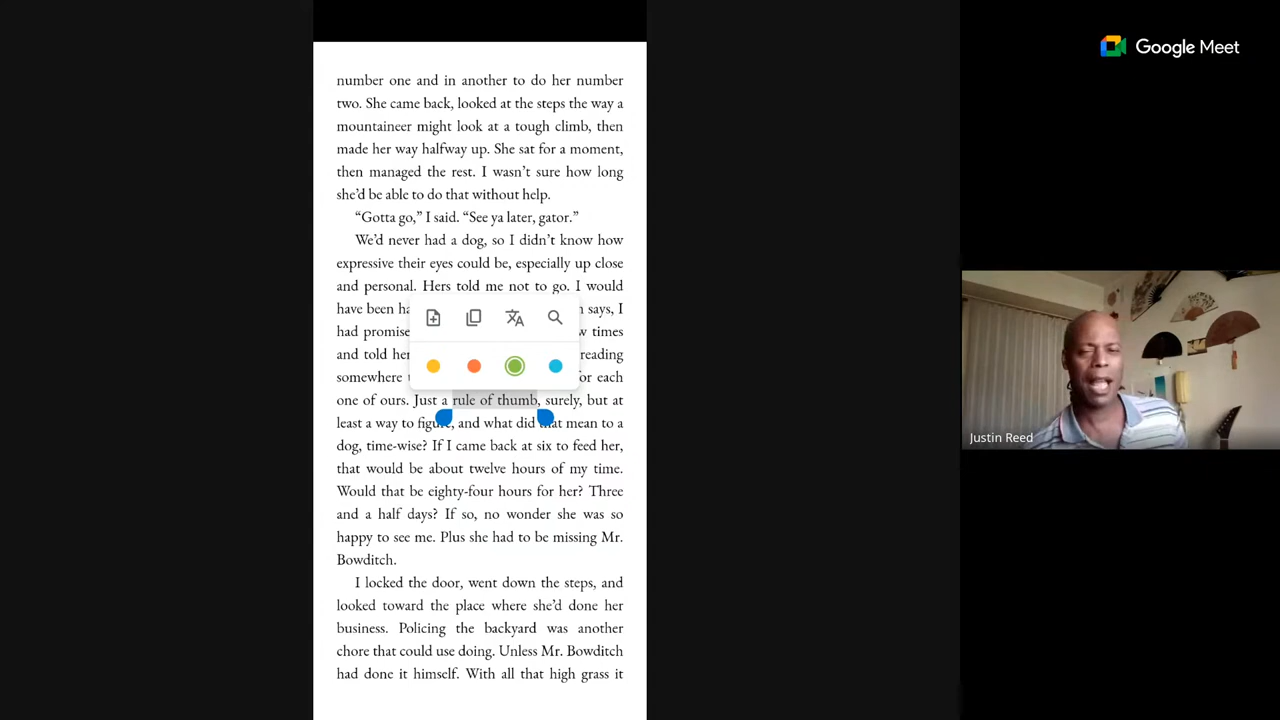 number one and in another to do her number
two. She came back, looked at the steps the way a
mountaineer might look at a tough climb, then
made her way halfway up. She sat for a moment,
then managed the rest. I wasn’t sure how long
she’d be able to do that without help.
“Gotta go,” I said. “See ya later, gator.”
We’d never had a dog, so I didn’t know how
expressive their eyes could be, especially up close
and personal. Hers told me not to go. I would
have been ha says, I
had promise times
and told her reading
somewhere for each
one of ours. Just a rule of thumb, surely, but at
least a way to figure, and what did that mean to a
dog, time-wise? If I came back at six to feed her,
that would be about twelve hours of my time.
Would that be eighty-four hours for her? Three
and a half days? If so, no wonder she was so
happy to see me. Plus she had to be missing Mr.
Bowditch.
I locked the door, went down the steps, and
looked toward the place where she’d done her
business. Policing the backyard was another
chore that could use doing. Unless Mr. Bowditch
had done it himself. With all that high grass it
Google Meet
Justin Reed